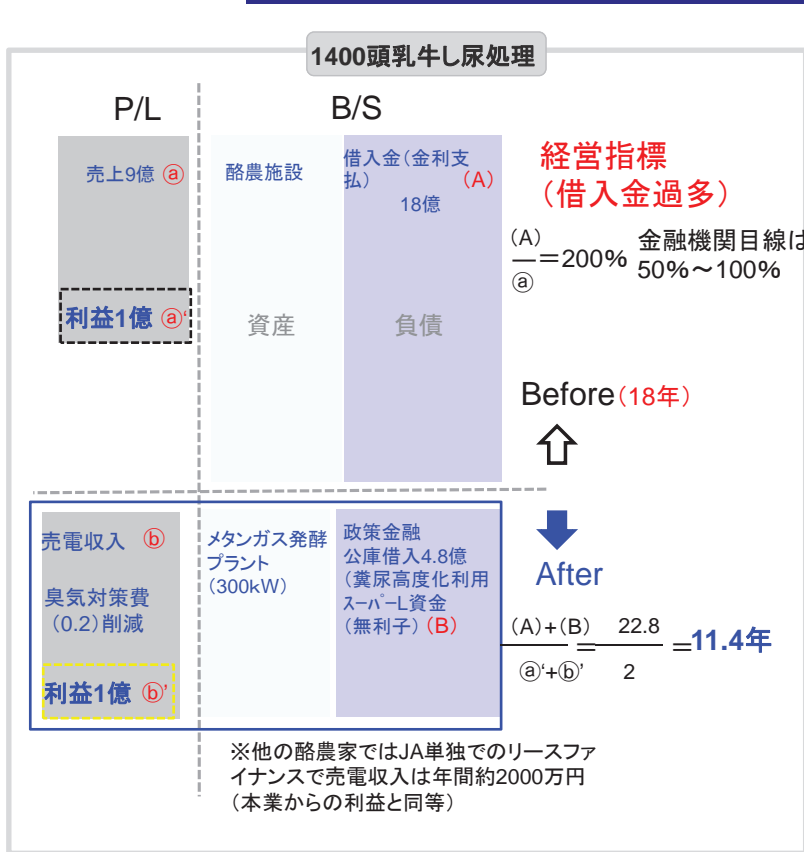 1400頭乳牛し尿処理
P/L
B/S
売上9億 ⓐ
利益1億 ⓐ‘
酪農施設
資産
借入金(金利支
払) (A)
18億
負債
経営指標
(借入金過多)
(A)
ⓐ
＝200%
金融機関目線は
50%～100%
Before(18年)
After
売電収入 ⓑ
臭気対策費
(0.2)削減
利益1億 ⓑ’
メタンガス発酵
プラント
(300kW)
政策金融
公庫借入4.8億
(糞尿高度化利用
ｽｰﾊﾟｰL資金
(無利子)(B)
(A)+(B)
ⓐ‘+ⓑ’
＝
22.8
2
＝11.4年
※他の酪農家ではJA単独でのリースファ
イナンスで売電収入は年間約2000万円
(本業からの利益と同等)